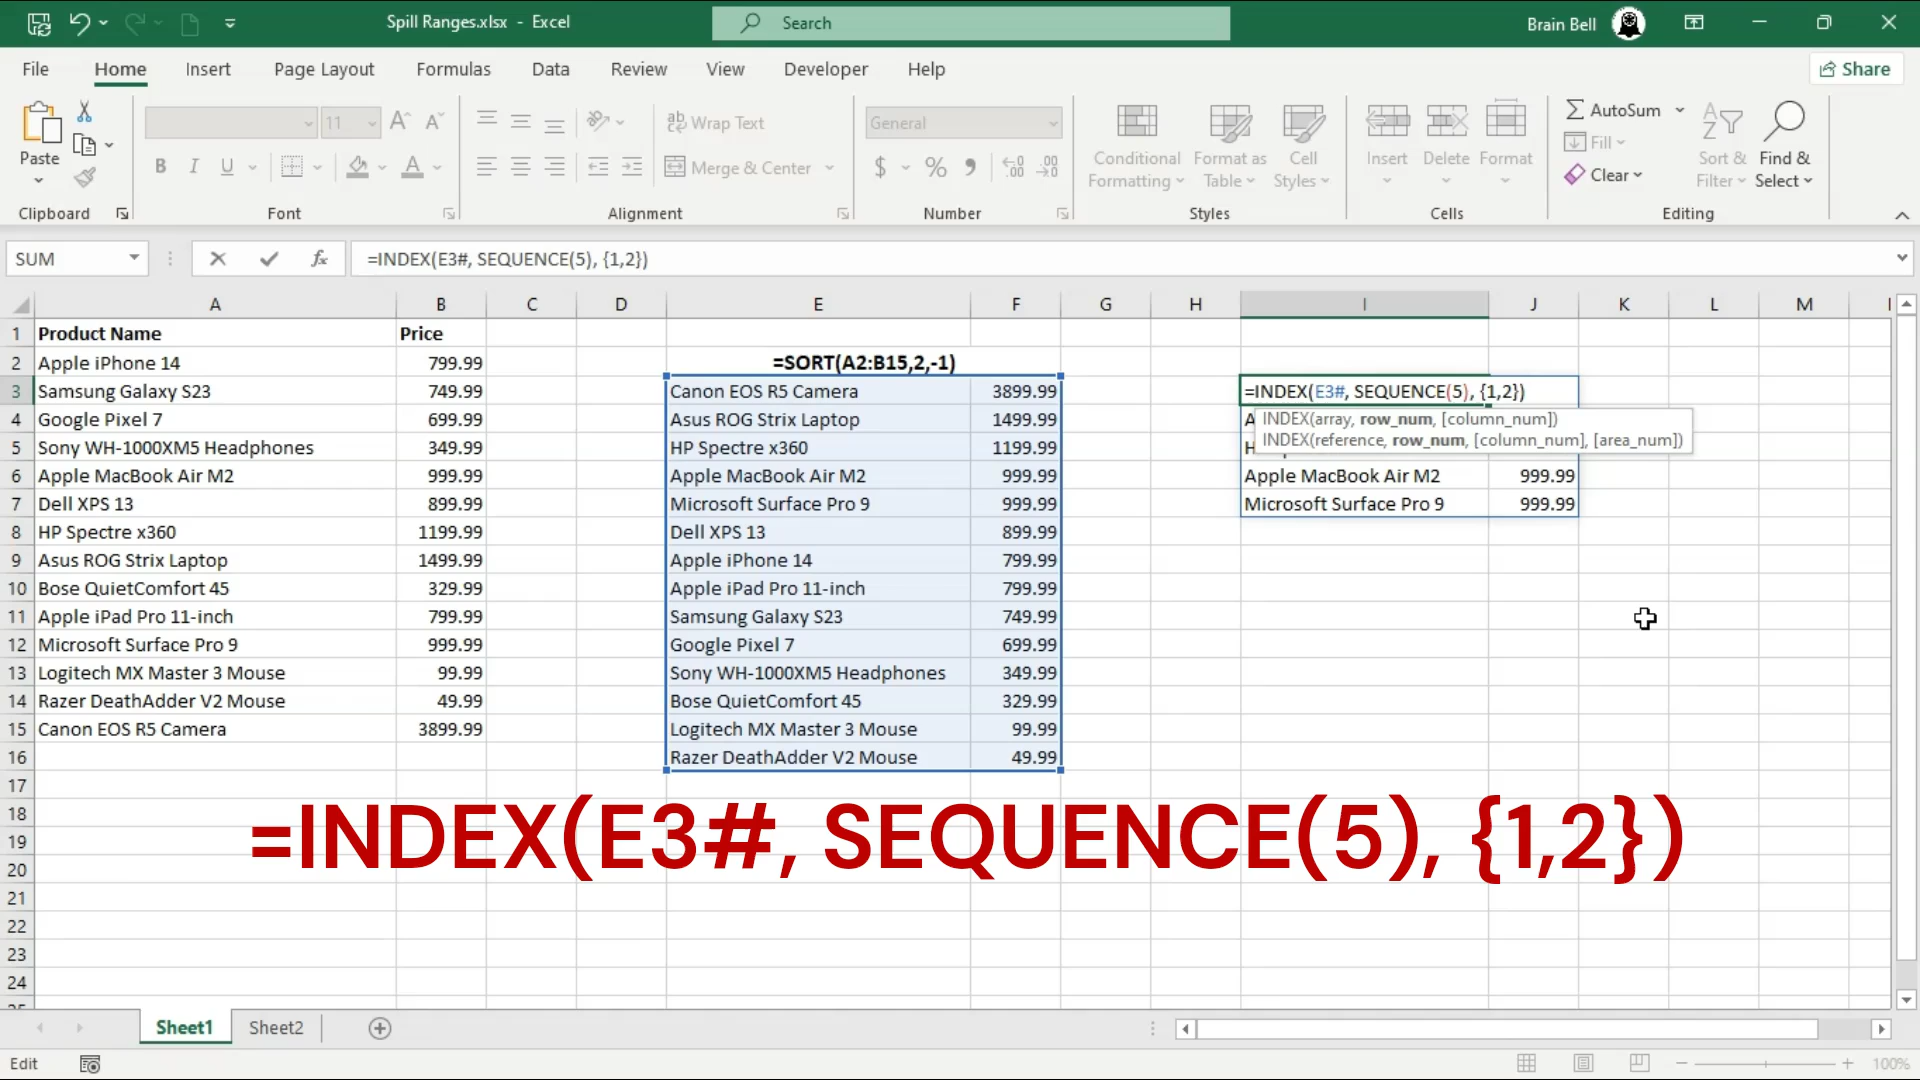 Spill Ranges.xlsx - Excel
Search
Brain Bell
File Home Insert Page Layout Formulas Data Review View Developer Help
Share
Paste
Clipboard
11
B I U
Font
ab Wrap Text
Merge & Center
Alignment
General
$ % ,
Number
Conditional Formatting
Format as Table
Cell Styles
Styles
Insert Delete Format
Cells
AutoSum
Fill
Clear
Sort & Filter
Find & Select
Editing
SUM
fx
=INDEX(E3#, SEQUENCE(5), {1,2})
A B C D E F G H I J K L M
1 Product Name Price
2 Apple iPhone 14 799.99 =SORT(A2:B15,2,-1)
3 Samsung Galaxy S23 749.99 Canon EOS R5 Camera 3899.99 =INDEX(E3#, SEQUENCE(5), {1,2})
4 Google Pixel 7 699.99 Asus ROG Strix Laptop 1499.99 A INDEX(array, row_num, [column_num])
INDEX(reference, row_num, [column_num], [area_num])
5 Sony WH-1000XM5 Headphones 349.99 HP Spectre x360 1199.99
6 Apple MacBook Air M2 999.99 Apple MacBook Air M2 999.99 Apple MacBook Air M2 999.99
7 Dell XPS 13 899.99 Microsoft Surface Pro 9 999.99 Microsoft Surface Pro 9 999.99
8 HP Spectre x360 1199.99 Dell XPS 13 899.99
9 Asus ROG Strix Laptop 1499.99 Apple iPhone 14 799.99
10 Bose QuietComfort 45 329.99 Apple iPad Pro 11-inch 799.99
11 Apple iPad Pro 11-inch 799.99 Samsung Galaxy S23 749.99
12 Microsoft Surface Pro 9 999.99 Google Pixel 7 699.99
13 Logitech MX Master 3 Mouse 99.99 Sony WH-1000XM5 Headphones 349.99
14 Razer DeathAdder V2 Mouse 49.99 Bose QuietComfort 45 329.99
15 Canon EOS R5 Camera 3899.99 Logitech MX Master 3 Mouse 99.99
16 Razer DeathAdder V2 Mouse 49.99
17
18
19
20
21
22
23
24
=INDEX(E3#, SEQUENCE(5), {1,2})
Sheet1 Sheet2
Edit
100%